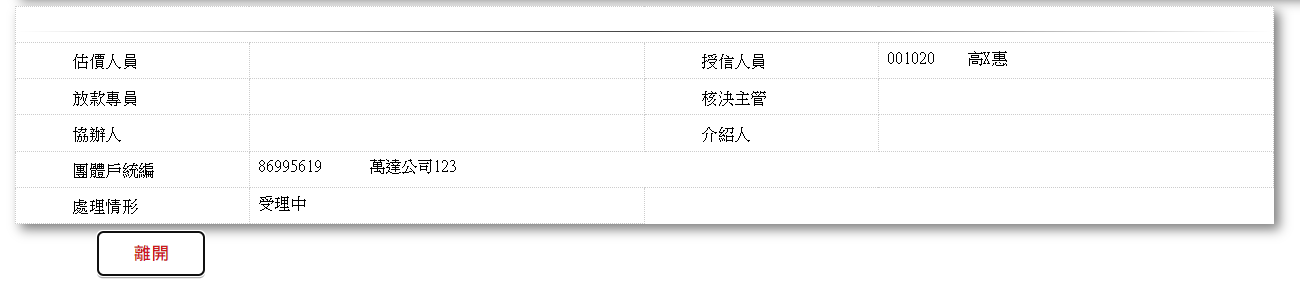 估價人員 授信人員 001020 高X惠
放款專員 核決主管
協辦人 介紹人
團體戶統編 86995619 萬達公司123
處理情形 受理中
離開